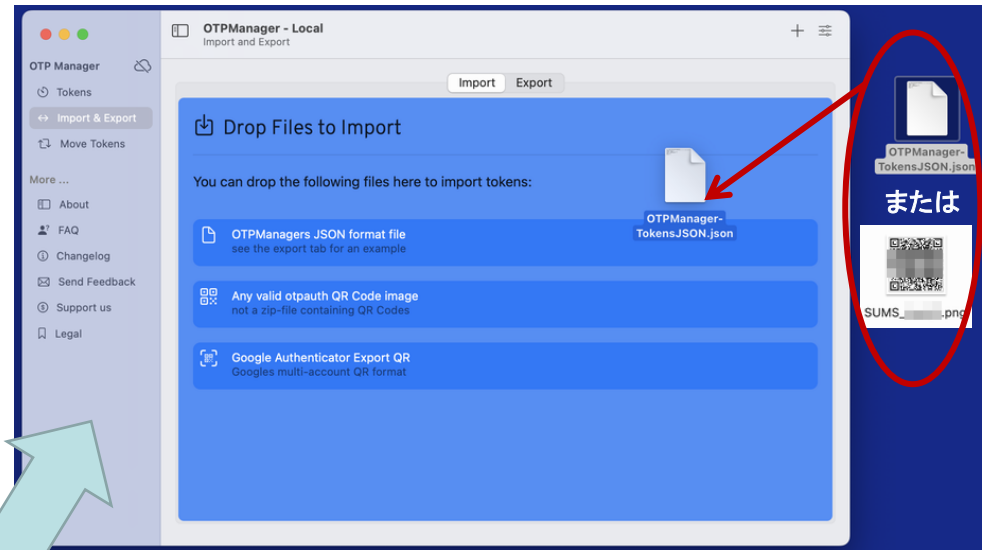 OTPManager - Local
Import and Export
OTP Manager
Tokens
Import & Export
Move Tokens
More ...
About
FAQ
Changelog
Send Feedback
Support us
Legal
Import Export
Drop Files to Import
You can drop the following files here to import tokens:
OTPManagers JSON format file
see the export tab for an example
Any valid otpauth QR Code image
not a zip-file containing QR Codes
Google Authenticator Export QR
Googles multi-account QR format
OTPManager-
TokensJSON.json
OTPManager-
TokensJSON.json
または
SUMS_ .png